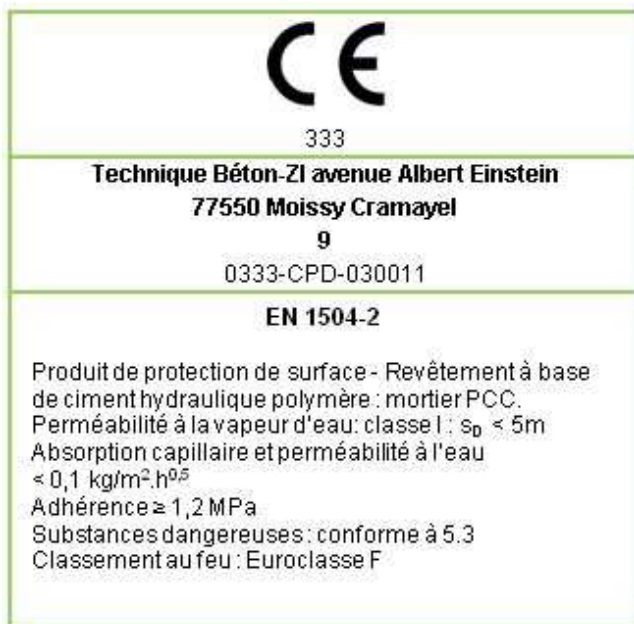 CE
333
Technique Béton-ZI avenue Albert Einstein
77550 Moissy Cramayel
9
0333-CPD-030011
EN 1504-2
Produit de protection de surface - Revêtement à base
de ciment hydraulique polymère : mortier PCC.
Perméabilité à la vapeur d'eau: classe I : s_D < 5m
Absorption capillaire et perméabilité à l'eau
< 0,1 kg/m².h⁰,⁵
Adhérence ≥ 1,2 MPa
Substances dangereuses : conforme à 5.3
Classement au feu : Euroclasse F